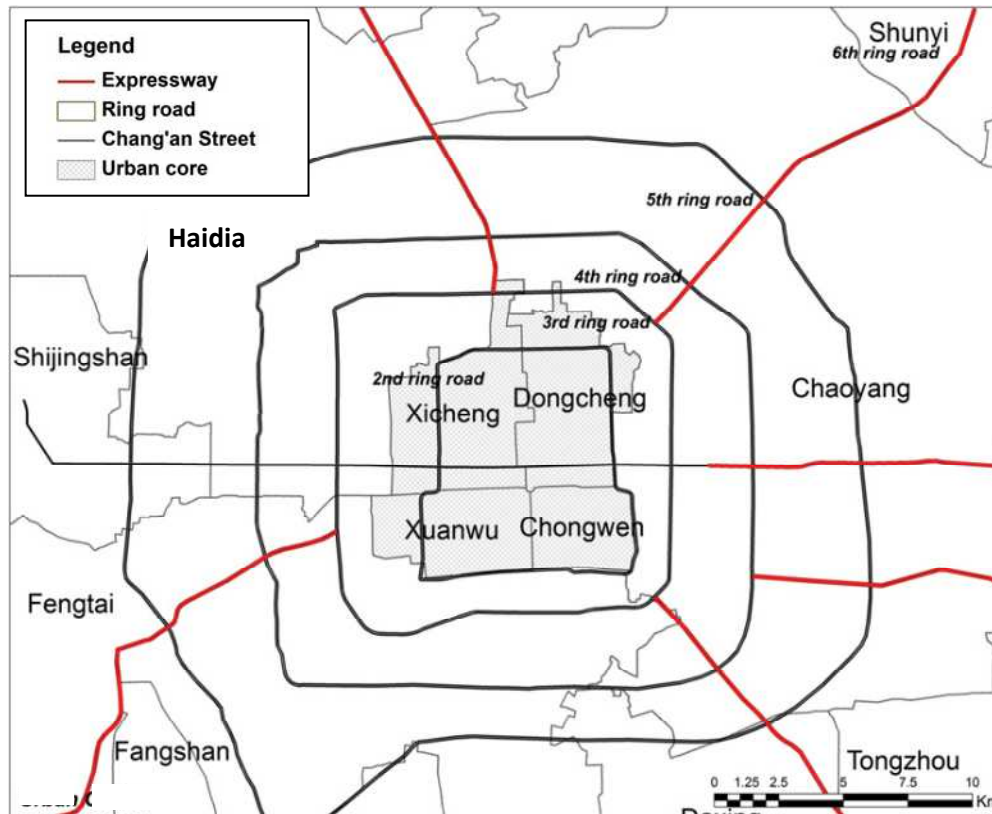 Legend
Expressway
Ring road
Chang'an Street
Urban core
Shunyi
6th ring road
5th ring road
Haidia
4th ring road
3rd ring road
Shijingshan
2nd ring road
Dongcheng
Xicheng
Chaoyang
Xuanwu
Chongwen
Fengtai
Fangshan
Tongzhou
0 1.25 2.5 5 7.5 10
Km